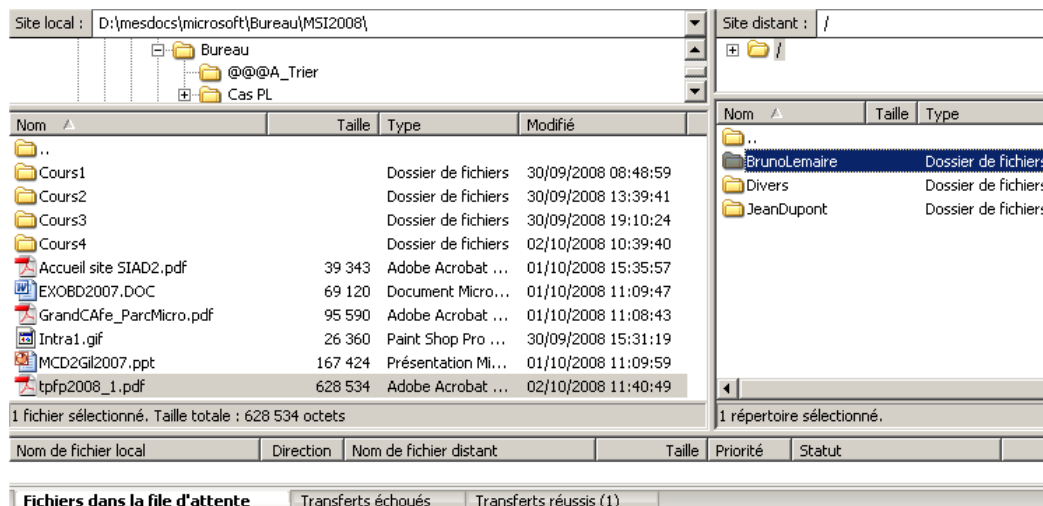 Site local : D:\mesdocs\microsoft\Bureau\MSI2008\
Bureau
@@@A_Trier
Cas PL
Nom Taille Type Modifié
..
Cours1 Dossier de fichiers 30/09/2008 08:48:59
Cours2 Dossier de fichiers 30/09/2008 13:39:41
Cours3 Dossier de fichiers 30/09/2008 19:10:24
Cours4 Dossier de fichiers 02/10/2008 10:39:40
Accueil site SIAD2.pdf 39 343 Adobe Acrobat ... 01/10/2008 15:35:57
EXOBD2007.DOC 69 120 Document Micro... 01/10/2008 11:09:47
GrandCAfe_ParcMicro.pdf 95 590 Adobe Acrobat ... 01/10/2008 11:08:43
Intra1.gif 26 360 Paint Shop Pro ... 30/09/2008 15:31:19
MCD2Gil2007.ppt 167 424 Présentation Mi... 01/10/2008 11:09:59
tpfp2008_1.pdf 628 534 Adobe Acrobat ... 02/10/2008 11:40:49
1 fichier sélectionné. Taille totale : 628 534 octets
Site distant : /
/
Nom Taille Type
..
BrunoLemaire Dossier de fichiers
Divers Dossier de fichiers
JeanDupont Dossier de fichiers
1 répertoire sélectionné.
Nom de fichier local Direction Nom de fichier distant Taille Priorité Statut
Fichiers dans la file d'attente Transferts échoués Transferts réussis (1)